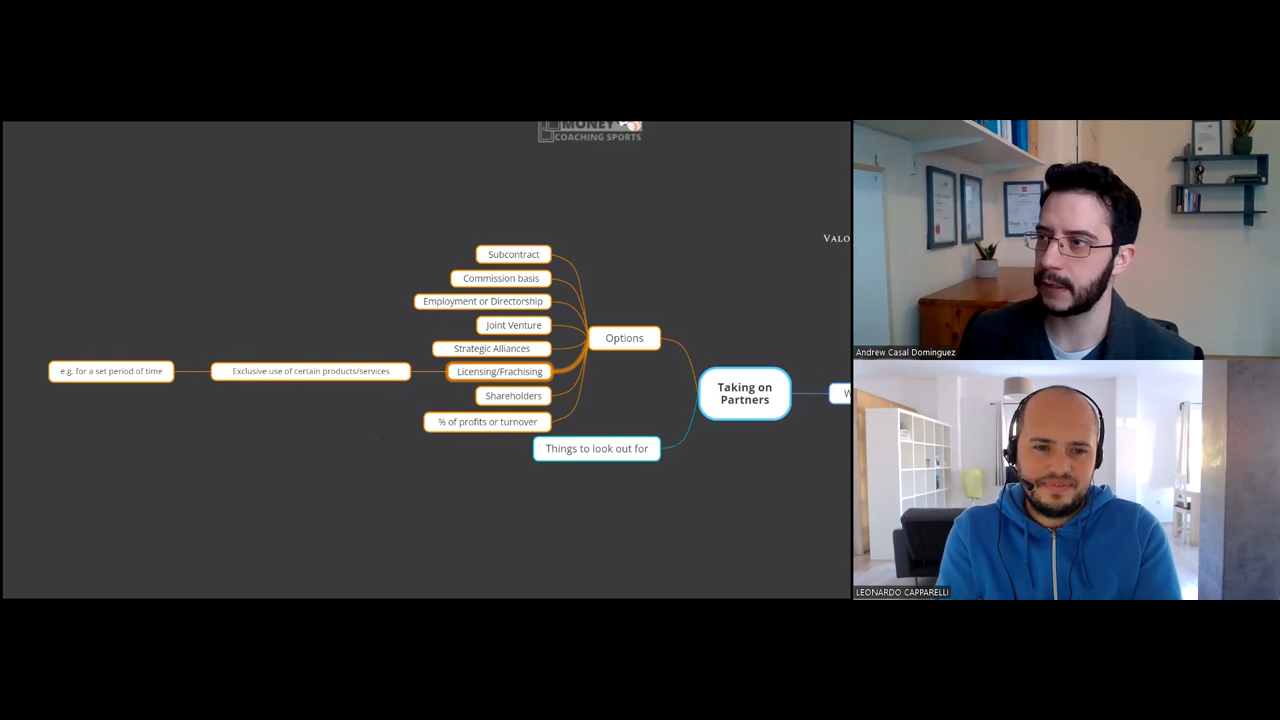 MONEY
COACHING SPORTS
VALO
Subcontract
Commission basis
Employment or Directorship
Joint Venture
Strategic Alliances
Licensing/Frachising
Shareholders
% of profits or turnover
e.g. for a set period of time
Exclusive use of certain products/services
Options
Things to look out for
Taking on
Partners
W
Andrew Casal Dominguez
LEONARDO CAPPARELLI